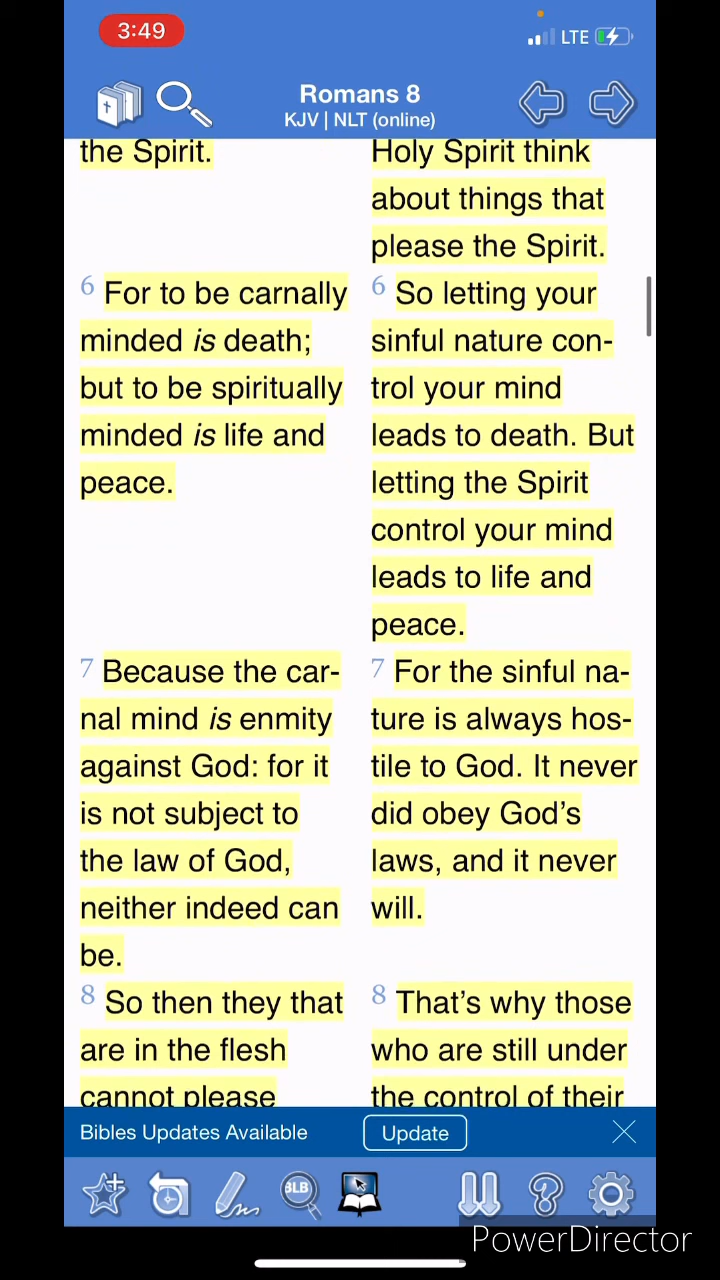 3:49
LTE
Romans 8
KJV | NLT (online)
the Spirit.
6 For to be carnally
minded is death;
but to be spiritually
minded is life and
peace.
7 Because the car-
nal mind is enmity
against God: for it
is not subject to
the law of God,
neither indeed can
be.
8 So then they that
are in the flesh
cannot please
Holy Spirit think
about things that
please the Spirit.
6 So letting your
sinful nature con-
trol your mind
leads to death. But
letting the Spirit
control your mind
leads to life and
peace.
7 For the sinful na-
ture is always hos-
tile to God. It never
did obey God’s
laws, and it never
will.
8 That’s why those
who are still under
the control of their
Bibles Updates Available
Update
BLB
PowerDirector